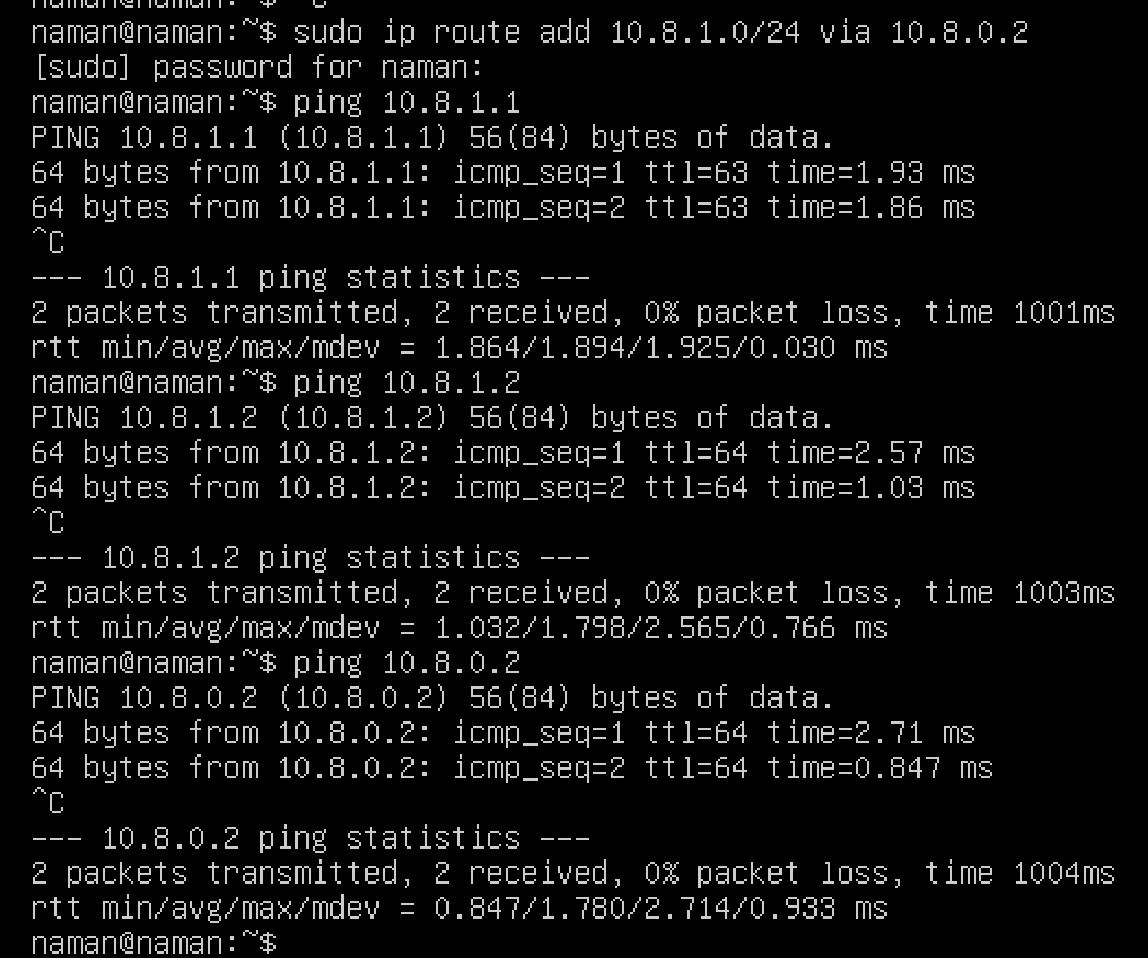 naman@naman:~$ ^C
naman@naman:~$ sudo ip route add 10.8.1.0/24 via 10.8.0.2
[sudo] password for naman:
naman@naman:~$ ping 10.8.1.1
PING 10.8.1.1 (10.8.1.1) 56(84) bytes of data.
64 bytes from 10.8.1.1: icmp_seq=1 ttl=63 time=1.93 ms
64 bytes from 10.8.1.1: icmp_seq=2 ttl=63 time=1.86 ms
^C
--- 10.8.1.1 ping statistics ---
2 packets transmitted, 2 received, 0% packet loss, time 1001ms
rtt min/avg/max/mdev = 1.864/1.894/1.925/0.030 ms
naman@naman:~$ ping 10.8.1.2
PING 10.8.1.2 (10.8.1.2) 56(84) bytes of data.
64 bytes from 10.8.1.2: icmp_seq=1 ttl=64 time=2.57 ms
64 bytes from 10.8.1.2: icmp_seq=2 ttl=64 time=1.03 ms
^C
--- 10.8.1.2 ping statistics ---
2 packets transmitted, 2 received, 0% packet loss, time 1003ms
rtt min/avg/max/mdev = 1.032/1.798/2.565/0.766 ms
naman@naman:~$ ping 10.8.0.2
PING 10.8.0.2 (10.8.0.2) 56(84) bytes of data.
64 bytes from 10.8.0.2: icmp_seq=1 ttl=64 time=2.71 ms
64 bytes from 10.8.0.2: icmp_seq=2 ttl=64 time=0.847 ms
^C
--- 10.8.0.2 ping statistics ---
2 packets transmitted, 2 received, 0% packet loss, time 1004ms
rtt min/avg/max/mdev = 0.847/1.780/2.714/0.933 ms
naman@naman:~$